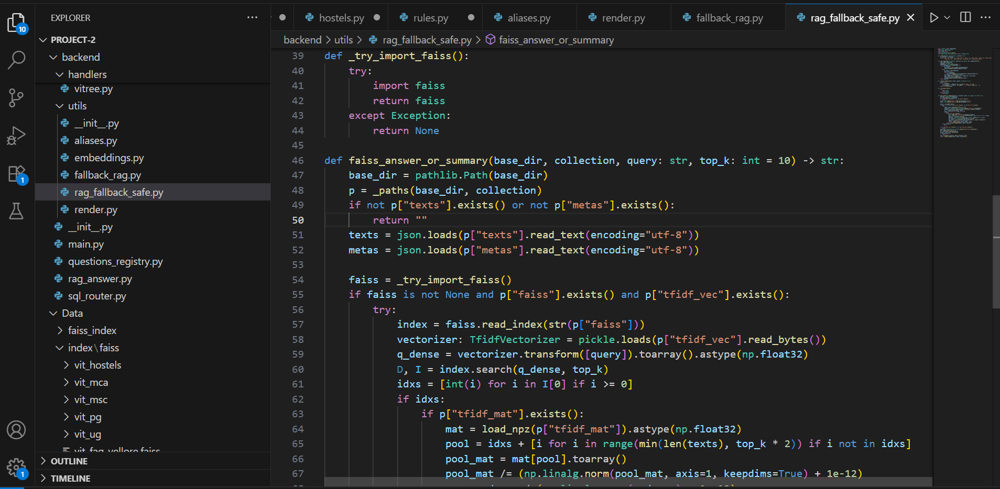 EXPLORER
PROJECT-2
backend
handlers
vitree.py
utils
__init__.py
aliases.py
embeddings.py
fallback_rag.py
rag_fallback_safe.py
render.py
__init__.py
main.py
questions_registry.py
rag_answer.py
sql_router.py
Data
faiss_index
index\faiss
vit_hostels
vit_mca
vit_msc
vit_pg
vit_ug
vit_faq_vellore.faiss
OUTLINE
TIMELINE
10
1
1
hostels.py
rules.py
aliases.py
render.py
fallback_rag.py
rag_fallback_safe.py
backend > utils > rag_fallback_safe.py > faiss_answer_or_summary
39 def _try_import_faiss():
40     try:
41         import faiss
42         return faiss
43     except Exception:
44         return None
45
46 def faiss_answer_or_summary(base_dir, collection, query: str, top_k: int = 10) -> str:
47     base_dir = pathlib.Path(base_dir)
48     p = _paths(base_dir, collection)
49     if not p["texts"].exists() or not p["metas"].exists():
50         return ""
51     texts = json.loads(p["texts"].read_text(encoding="utf-8"))
52     metas = json.loads(p["metas"].read_text(encoding="utf-8"))
53
54     faiss = _try_import_faiss()
55     if faiss is not None and p["faiss"].exists() and p["tfidf_vec"].exists():
56         try:
57             index = faiss.read_index(str(p["faiss"]))
58             vectorizer: TfidfVectorizer = pickle.loads(p["tfidf_vec"].read_bytes())
59             q_dense = vectorizer.transform([query]).toarray().astype(np.float32)
60             D, I = index.search(q_dense, top_k)
61             idxs = [int(i) for i in I[0] if i >= 0]
62             if idxs:
63                 if p["tfidf_mat"].exists():
64                     mat = load_npz(p["tfidf_mat"]).astype(np.float32)
65                     pool = idxs + [i for i in range(min(len(texts), top_k * 2)) if i not in idxs]
66                     pool_mat = mat[pool].toarray()
67                     pool_mat /= (np.linalg.norm(pool_mat, axis=1, keepdims=True) + 1e-12)